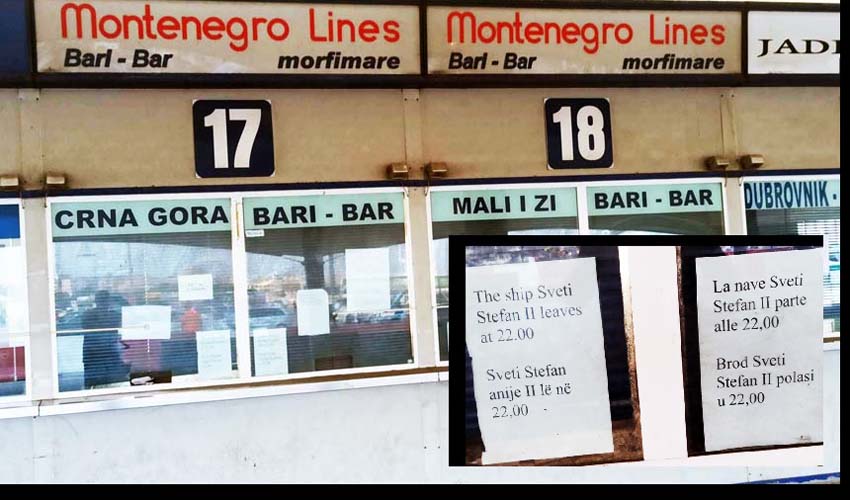 Montenegro Lines
Bari - Bar morfimare
Montenegro Lines
Bari - Bar morfimare
JADR
17
18
CRNA GORA
BARI - BAR
MALI I ZI
BARI - BAR
DUBROVNIK -
The ship Sveti
Stefan II leaves
at 22.00
Sveti Stefan
anije II lë në
22,00 -
La nave Sveti
Stefan II parte
alle 22,00
Brod Sveti
Stefan II polasi
u 22,00